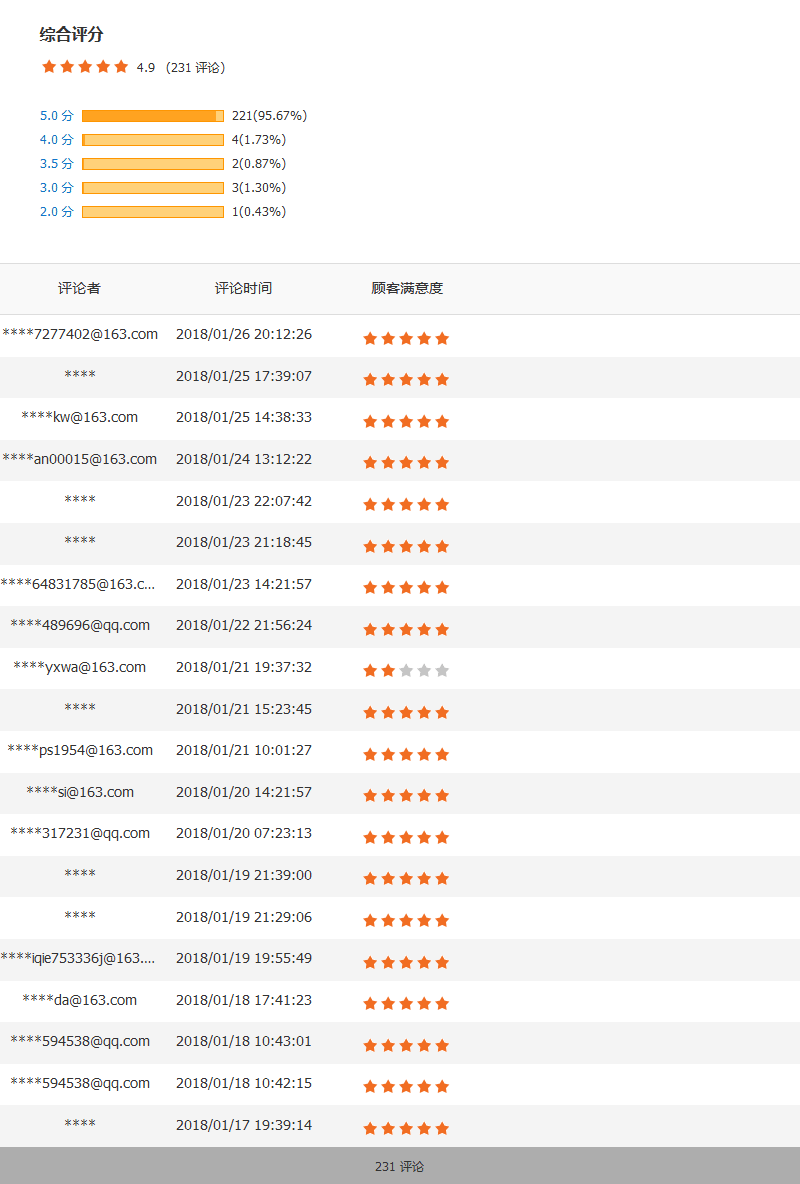 综合评分
4.9 (231 评论)
5.0 分 221(95.67%)
4.0 分 4(1.73%)
3.5 分 2(0.87%)
3.0 分 3(1.30%)
2.0 分 1(0.43%)
评论者 评论时间 顾客满意度
****7277402@163.com 2018/01/26 20:12:26
**** 2018/01/25 17:39:07
****kw@163.com 2018/01/25 14:38:33
****an00015@163.com 2018/01/24 13:12:22
**** 2018/01/23 22:07:42
**** 2018/01/23 21:18:45
****64831785@163.c... 2018/01/23 14:21:57
****489696@qq.com 2018/01/22 21:56:24
****yxwa@163.com 2018/01/21 19:37:32
**** 2018/01/21 15:23:45
****ps1954@163.com 2018/01/21 10:01:27
****si@163.com 2018/01/20 14:21:57
****317231@qq.com 2018/01/20 07:23:13
**** 2018/01/19 21:39:00
**** 2018/01/19 21:29:06
****iqie753336j@163.... 2018/01/19 19:55:49
****da@163.com 2018/01/18 17:41:23
****594538@qq.com 2018/01/18 10:43:01
****594538@qq.com 2018/01/18 10:42:15
**** 2018/01/17 19:39:14
231 评论